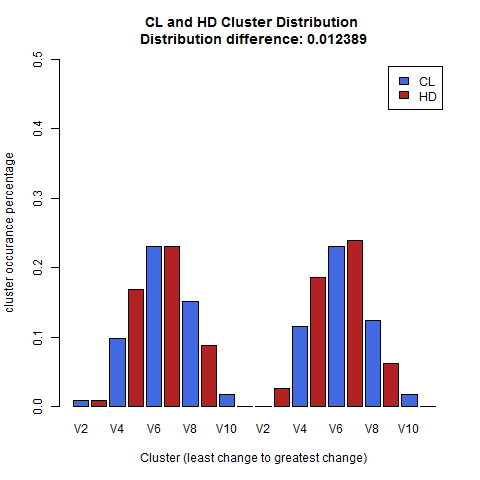 CL and HD Cluster Distribution
Distribution difference: 0.012389
CL
HD
cluster occurance percentage
0.5
0.4
0.3
0.2
0.1
0.0
V2 V4 V6 V8 V10 V2 V4 V6 V8 V10
Cluster (least change to greatest change)